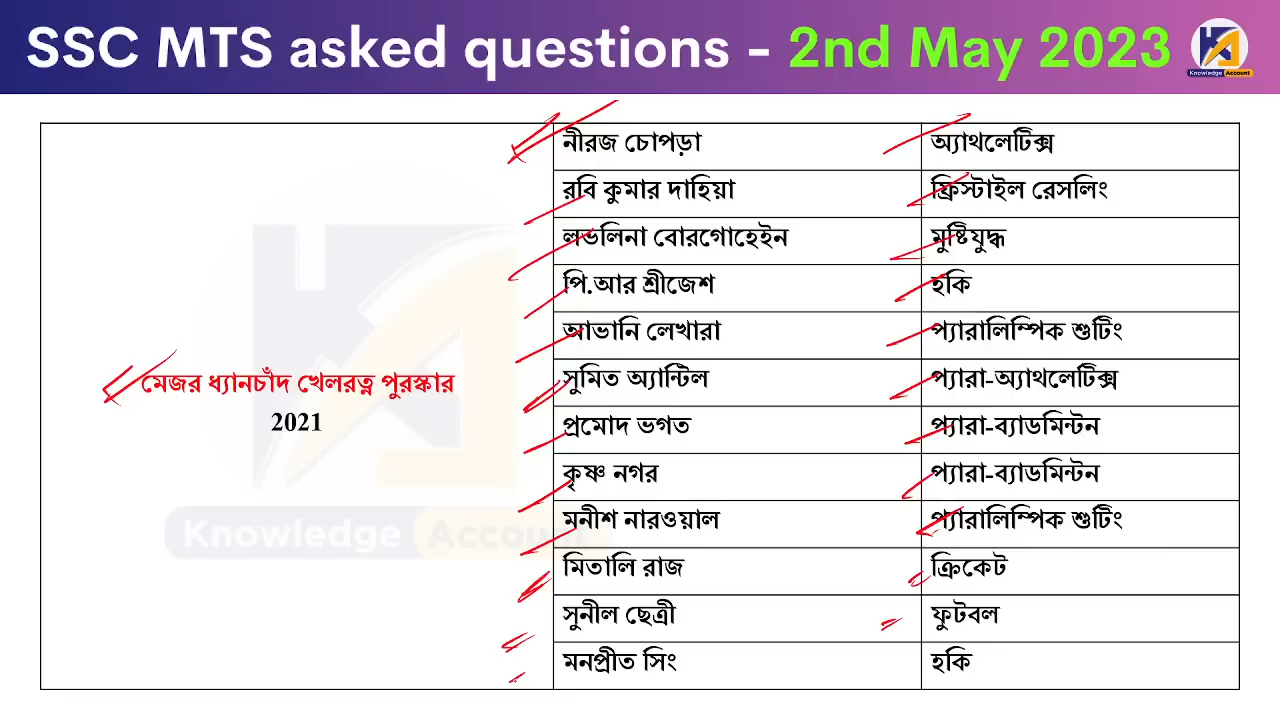 SSC MTS asked questions - 2nd May 2023
Knowledge Account
নীরজ চোপড়া অ্যাথলেটিক্স
রবি কুমার দাহিয়া ফ্রিস্টাইল রেসলিং
লভলিনা বোরগোহেইন মুষ্টিযুদ্ধ
পি.আর শ্রীজেশ হকি
আভানি লেখারা প্যারালিম্পিক শুটিং
মেজর ধ্যানচাঁদ খেলরত্ন পুরস্কার
2021
সুমিত অ্যান্টিল প্যারা-অ্যাথলেটিক্স
প্রমোদ ভগত প্যারা-ব্যাডমিন্টন
কৃষ্ণ নগর প্যারা-ব্যাডমিন্টন
মনীশ নারওয়াল প্যারালিম্পিক শুটিং
Knowledge Account
মিতালি রাজ ক্রিকেট
সুনীল ছেত্রী ফুটবল
মনপ্রীত সিং হকি